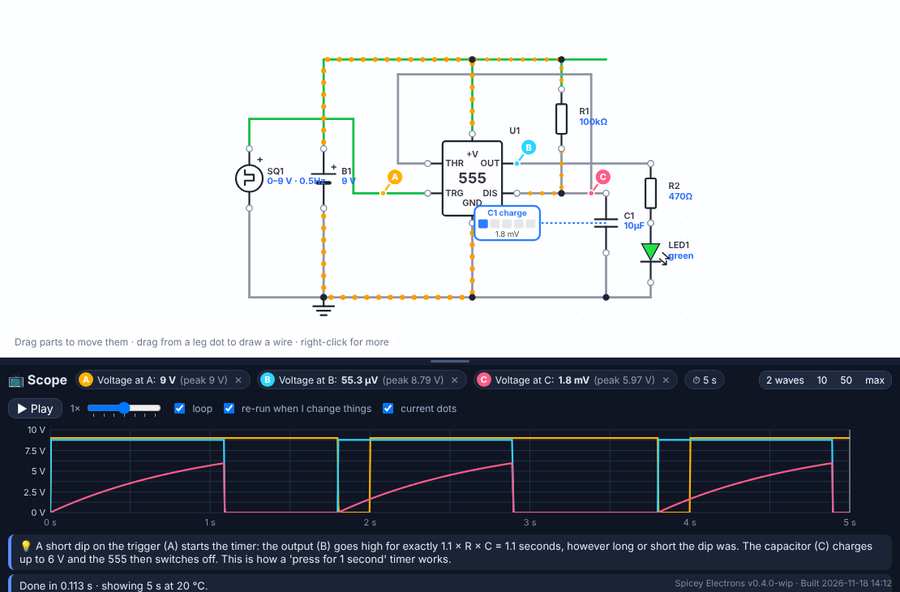 R1
100kΩ
U1
+V
THR
OUT
B
555
SQ1
0–9 V · 0.5Hz
+
+
B1
9 V
A
C
TRG
DIS
GND
R2
470Ω
C1 charge
1.8 mV
C1
10µF
LED1
green
Drag parts to move them · drag from a leg dot to draw a wire · right-click for more
📺 Scope
A Voltage at A: 9 V (peak 9 V) ×
B Voltage at B: 55.3 µV (peak 8.79 V) ×
C Voltage at C: 1.8 mV (peak 5.97 V) ×
⏱ 5 s
2 waves 10 50 max
▶ Play 1× loop re-run when I change things current dots
10 V
7.5 V
5 V
2.5 V
0 V
0 s 1 s 2 s 3 s 4 s 5 s
💡 A short dip on the trigger (A) starts the timer: the output (B) goes high for exactly 1.1 × R × C = 1.1 seconds, however long or short the dip was. The capacitor (C) charges
up to 6 V and the 555 then switches off. This is how a 'press for 1 second' timer works.
Done in 0.113 s · showing 5 s at 20 °C.
Spicey Electrons v0.4.0-wip · Built 2026-11-18 14:12